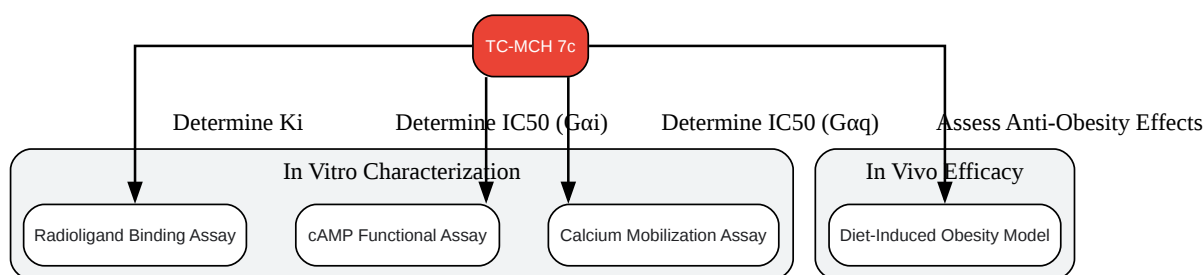 TC-MCH 7c
Determine Ki
Determine IC50 (Gαi)
Determine IC50 (Gαq)
Assess Anti-Obesity Effects
In Vitro Characterization
In Vivo Efficacy
Radioligand Binding Assay
cAMP Functional Assay
Calcium Mobilization Assay
Diet-Induced Obesity Model